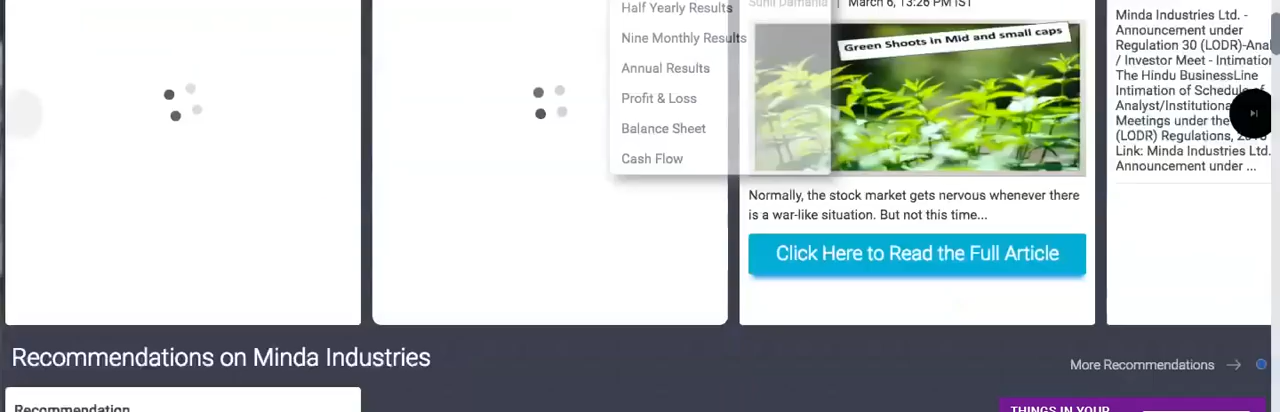 Half Yearly Results
Nine Monthly Results
Annual Results
Profit & Loss
Balance Sheet
Cash Flow
Sunil Damania | March 6, 13:26 PM IST
Green Shoots in Mid and small caps
Normally, the stock market gets nervous whenever there
is a war-like situation. But not this time...
Click Here to Read the Full Article
Minda Industries Ltd. -
Announcement under
Regulation 30 (LODR)-Anal
/ Investor Meet - Intimation
The Hindu BusinessLine
Intimation of Schedule of
Analyst/Institutiona
Meetings under the
(LODR) Regulations,
Link: Minda Industries Ltd.
Announcement under ...
Recommendations on Minda Industries
More Recommendations →
Recommendation
THINGS IN YOUR